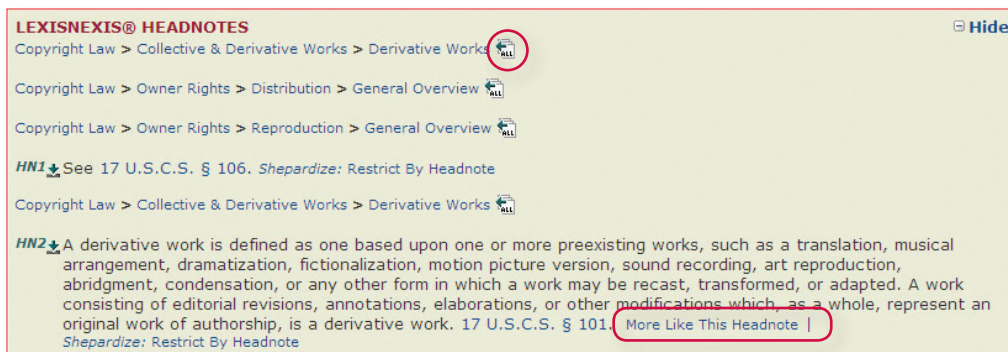 LEXISNEXIS® HEADNOTES
⊟ Hide
Copyright Law > Collective & Derivative Works > Derivative Works ALL
Copyright Law > Owner Rights > Distribution > General Overview ALL
Copyright Law > Owner Rights > Reproduction > General Overview ALL
HN1 See 17 U.S.C.S. § 106. Shepardize: Restrict By Headnote
Copyright Law > Collective & Derivative Works > Derivative Works ALL
HN2 A derivative work is defined as one based upon one or more preexisting works, such as a translation, musical
arrangement, dramatization, fictionalization, motion picture version, sound recording, art reproduction,
abridgment, condensation, or any other form in which a work may be recast, transformed, or adapted. A work
consisting of editorial revisions, annotations, elaborations, or other modifications which, as a whole, represent an
original work of authorship, is a derivative work. 17 U.S.C.S. § 101. More Like This Headnote |
Shepardize: Restrict By Headnote